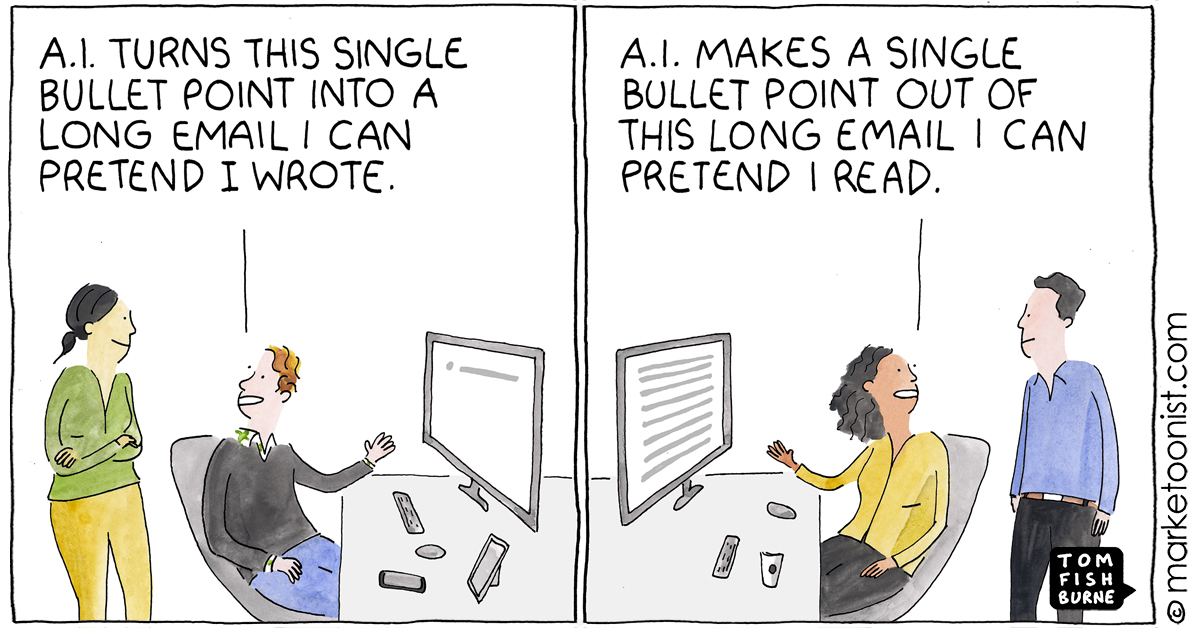 A.I. TURNS THIS SINGLE
BULLET POINT INTO A
LONG EMAIL I CAN
PRETEND I WROTE.
A.I. MAKES A SINGLE
BULLET POINT OUT OF
THIS LONG EMAIL I CAN
PRETEND I READ.
TOM
FISH
BURNE
© marketoonist.com